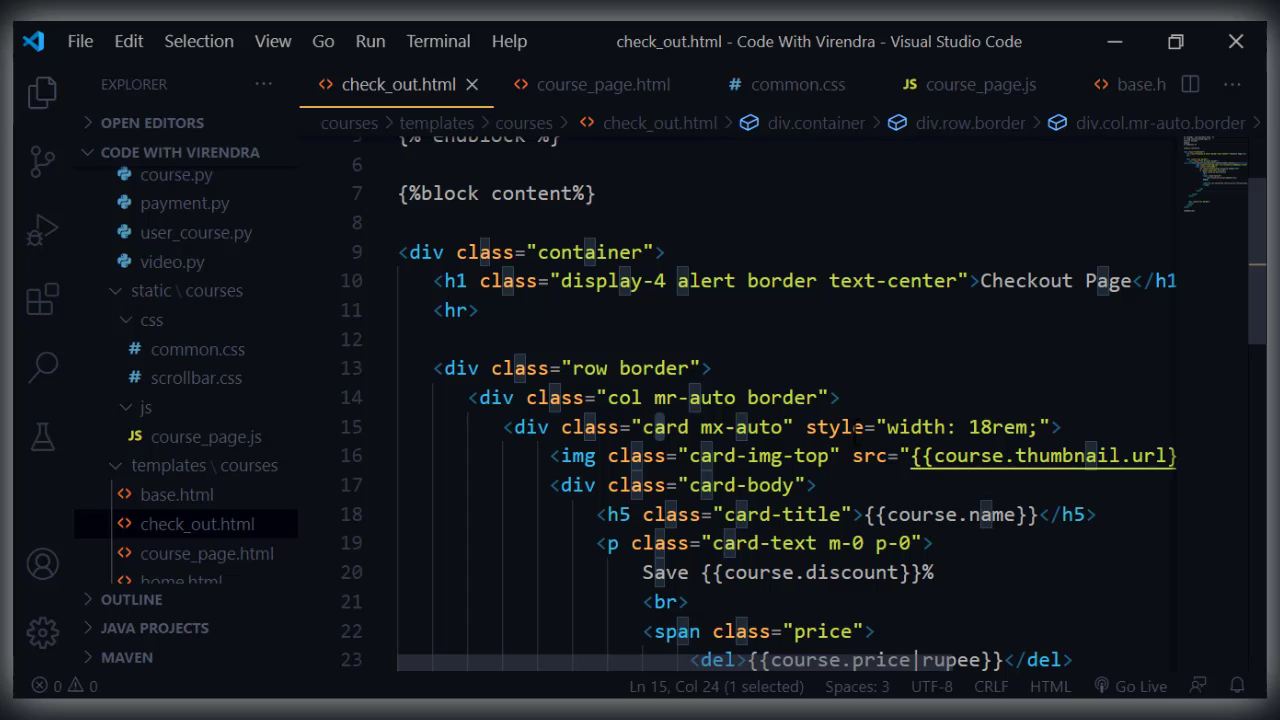 File Edit Selection View Go Run Terminal Help check_out.html - Code With Virendra - Visual Studio Code
EXPLORER ··· check_out.html course_page.html common.css course_page.js base.h ···
OPEN EDITORS
courses templates courses check_out.html div.container div.row.border div.col.mr-auto.border
CODE WITH VIRENDRA
course.py
payment.py
user_course.py
video.py
static \ courses
css
common.css
scrollbar.css
js
course_page.js
templates \ courses
base.html
check_out.html
course_page.html
home.html
OUTLINE
JAVA PROJECTS
MAVEN
5 {% endblock %}
6
7 {%block content%}
8
9 <div class="container">
10 <h1 class="display-4 alert border text-center">Checkout Page</h1
11 <hr>
12
13 <div class="row border">
14 <div class="col mr-auto border">
15 <div class="card mx-auto" style="width: 18rem;">
16 <img class="card-img-top" src="{{course.thumbnail.url}
17 <div class="card-body">
18 <h5 class="card-title">{{course.name}}</h5>
19 <p class="card-text m-0 p-0">
20 Save {{course.discount}}%
21 <br>
22 <span class="price">
23 <del>{{course.price|rupee}}</del>
0 0 Ln 15, Col 24 (1 selected) Spaces: 3 UTF-8 CRLF HTML Go Live